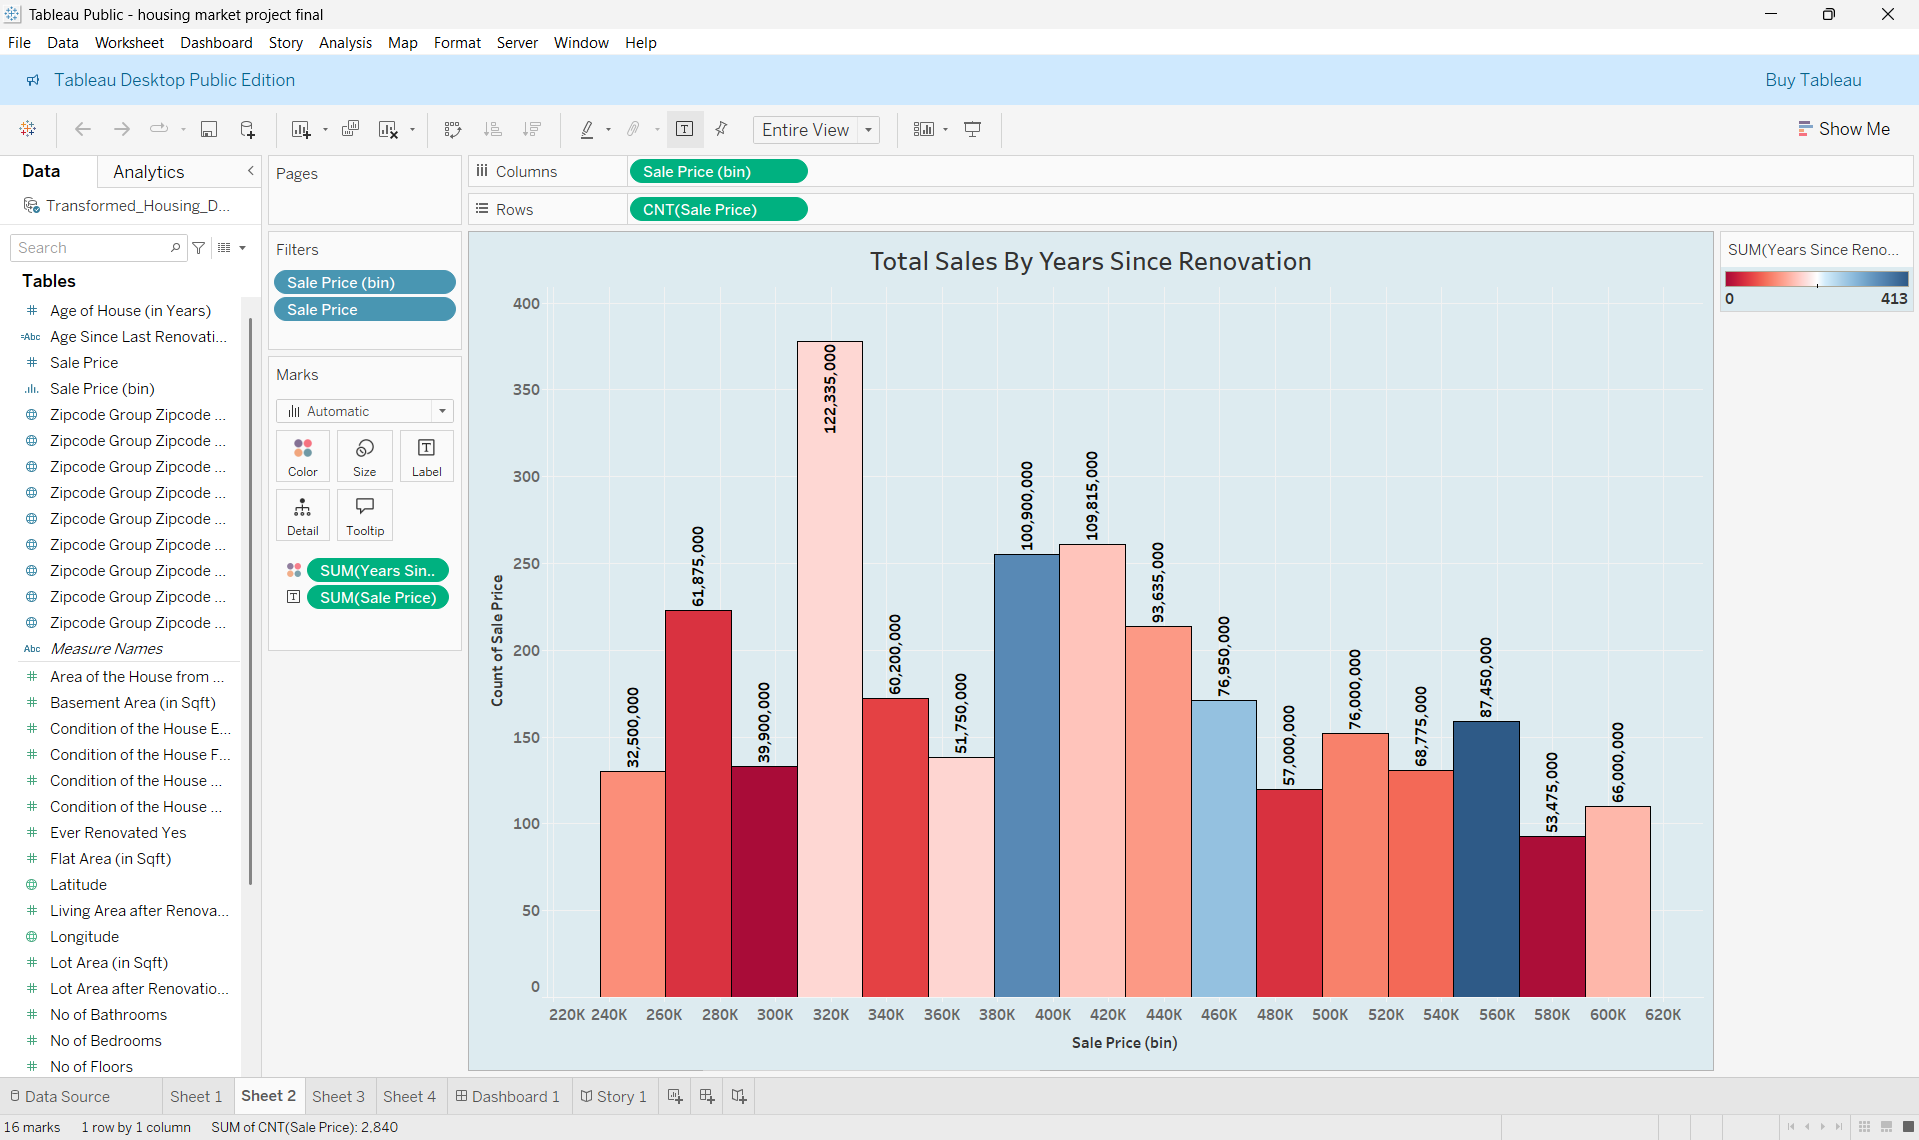 Tableau Public - housing market project final
File Data Worksheet Dashboard Story Analysis Map Format Server Window Help
Tableau Desktop Public Edition
Buy Tableau
Entire View
Show Me
Data
Analytics
Transformed_Housing_D...
Search
Tables
Age of House (in Years)
=Abc Age Since Last Renovati...
Sale Price
Sale Price (bin)
Zipcode Group Zipcode ...
Zipcode Group Zipcode ...
Zipcode Group Zipcode ...
Zipcode Group Zipcode ...
Zipcode Group Zipcode ...
Zipcode Group Zipcode ...
Zipcode Group Zipcode ...
Zipcode Group Zipcode ...
Zipcode Group Zipcode ...
Abc Measure Names
Area of the House from ...
Basement Area (in Sqft)
Condition of the House E...
Condition of the House F...
Condition of the House ...
Condition of the House ...
Ever Renovated Yes
Flat Area (in Sqft)
Latitude
Living Area after Renova...
Longitude
Lot Area (in Sqft)
Lot Area after Renovatio...
No of Bathrooms
No of Bedrooms
No of Floors
Pages
Filters
Sale Price (bin)
Sale Price
Marks
Automatic
Color
Size
Label
Detail
Tooltip
SUM(Years Sin..
SUM(Sale Price)
Columns
Sale Price (bin)
Rows
CNT(Sale Price)
Total Sales By Years Since Renovation
Count of Sale Price
400
350
300
250
200
150
100
50
0
32,500,000
61,875,000
39,900,000
122,335,000
60,200,000
51,750,000
100,900,000
109,815,000
93,635,000
76,950,000
57,000,000
76,000,000
68,775,000
87,450,000
53,475,000
66,000,000
220K 240K 260K 280K 300K 320K 340K 360K 380K 400K 420K 440K 460K 480K 500K 520K 540K 560K 580K 600K 620K
Sale Price (bin)
SUM(Years Since Reno...
0
413
Data Source
Sheet 1
Sheet 2
Sheet 3
Sheet 4
Dashboard 1
Story 1
16 marks
1 row by 1 column
SUM of CNT(Sale Price): 2,840